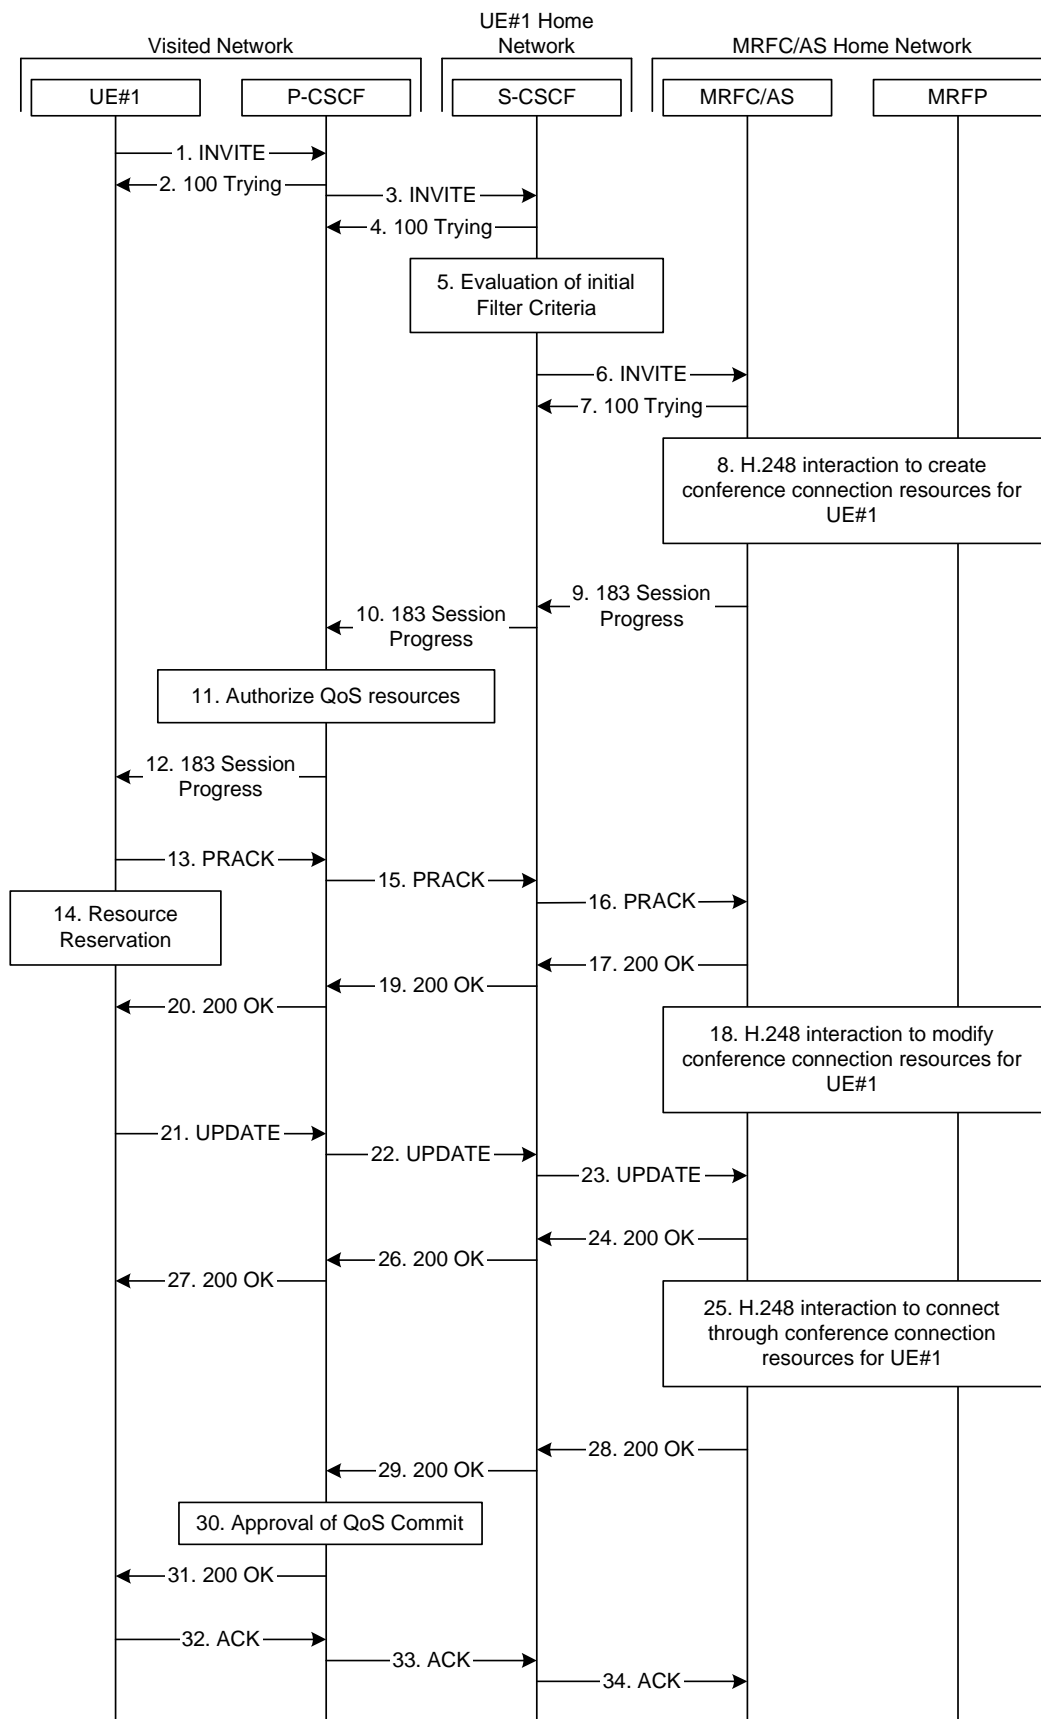 UE#1 Home
Network
Visited Network
MRFC/AS Home Network
UE#1
P-CSCF
S-CSCF
MRFC/AS
MRFP
1. INVITE
2. 100 Trying
3. INVITE
4. 100 Trying
5. Evaluation of initial
Filter Criteria
6. INVITE
7. 100 Trying
8. H.248 interaction to create
conference connection resources for
UE#1
9. 183 Session
Progress
10. 183 Session
Progress
11. Authorize QoS resources
12. 183 Session
Progress
13. PRACK
15. PRACK
16. PRACK
14. Resource
Reservation
17. 200 OK
19. 200 OK
20. 200 OK
18. H.248 interaction to modify
conference connection resources for
UE#1
21. UPDATE
22. UPDATE
23. UPDATE
24. 200 OK
26. 200 OK
27. 200 OK
25. H.248 interaction to connect
through conference connection
resources for UE#1
28. 200 OK
29. 200 OK
30. Approval of QoS Commit
31. 200 OK
32. ACK
33. ACK
34. ACK